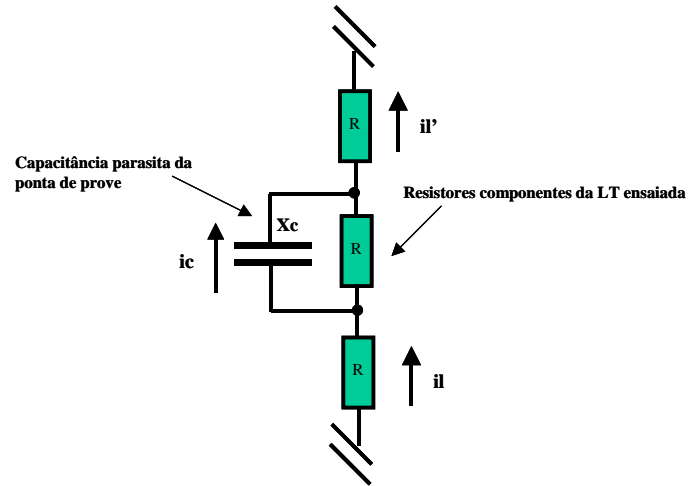 R
il’
Capacitância parasita da
ponta de prove
Resistores componentes da LT ensaiada
Xc
R
ic
R
il